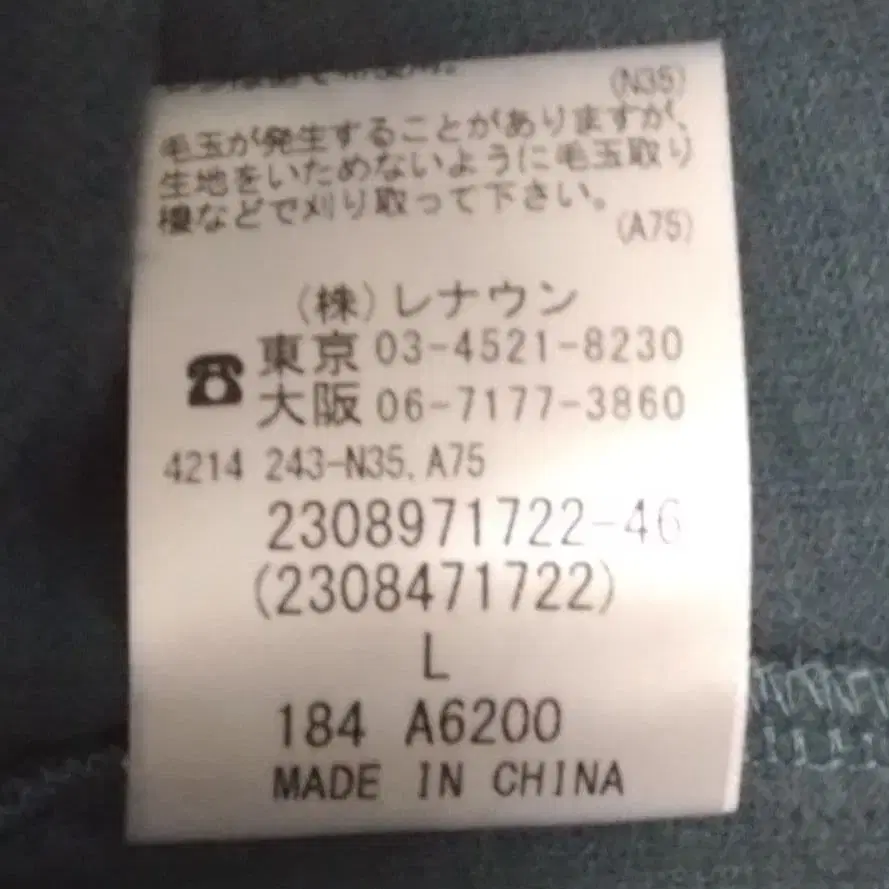 (N35)
毛玉が発生することがありますが、
生地をいためないように毛玉取り
機などで刈り取って下さい。
(A75)
(株)レナウン
☎東京 03-4521-8230
大阪 06-7177-3860
4214 243-N35, A75
2308971722-46
(2308471722)
L
184 A6200
MADE IN CHINA